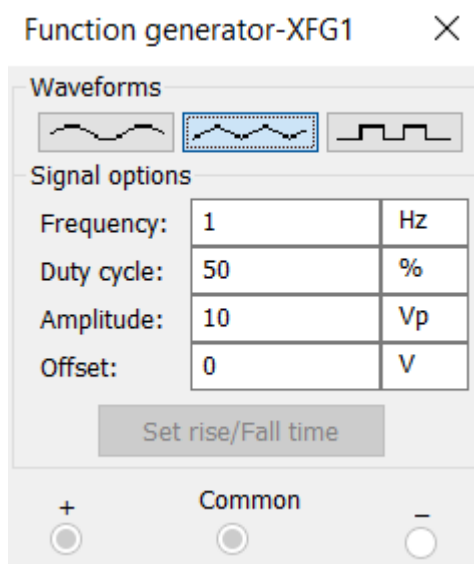 Function generator-XFG1
Waveforms
Signal options
Frequency: 1 Hz
Duty cycle: 50 %
Amplitude: 10 Vp
Offset: 0 V
Set rise/Fall time
+ Common –